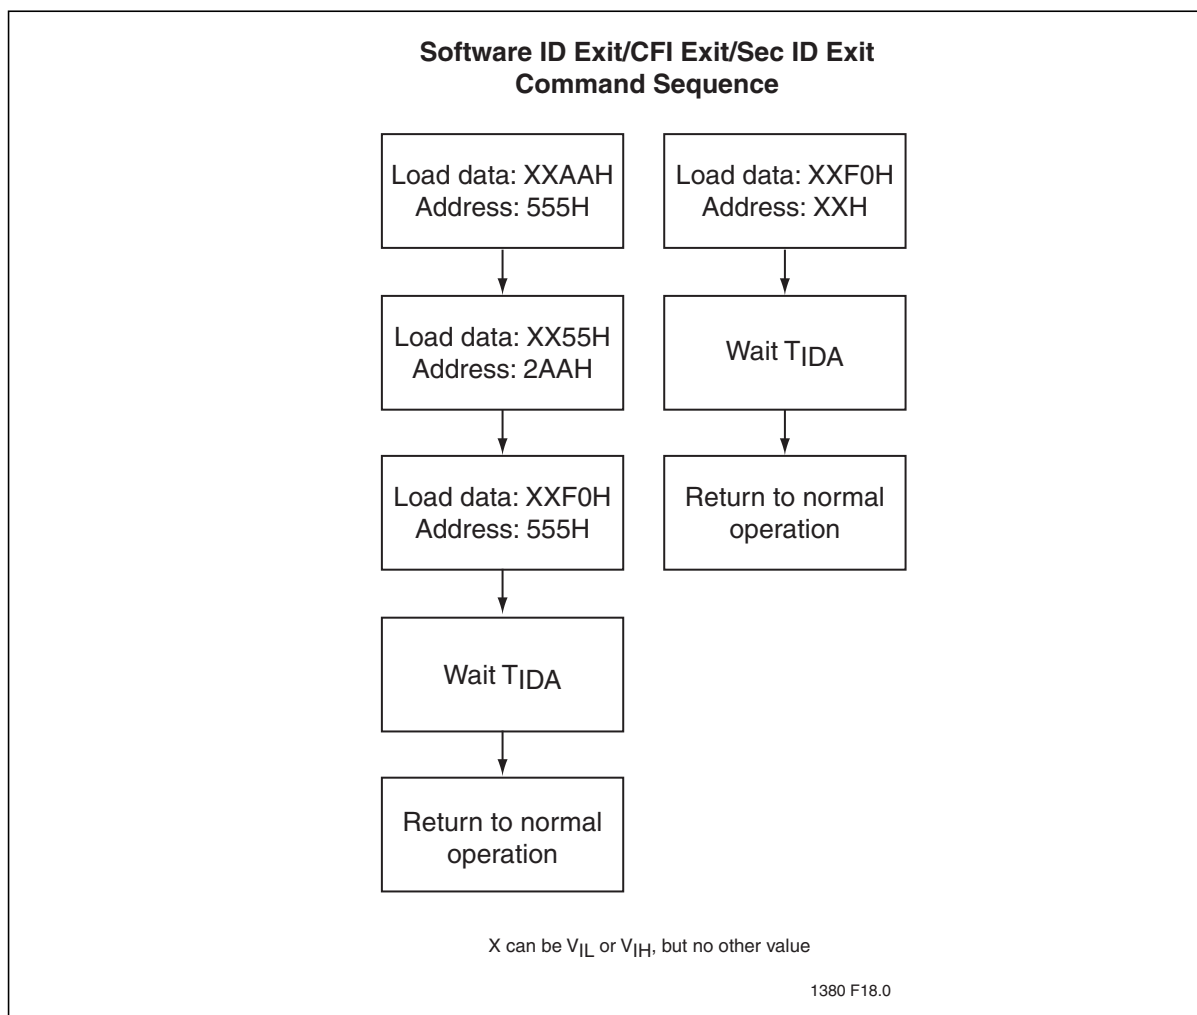 Software ID Exit/CFI Exit/Sec ID Exit
Command Sequence
Load data: XXAAH
Address: 555H
Load data: XX55H
Address: 2AAH
Load data: XXF0H
Address: 555H
Wait TIDA
Return to normal
operation
Load data: XXF0H
Address: XXH
Wait TIDA
Return to normal
operation
X can be VIL or VIH, but no other value
1380 F18.0